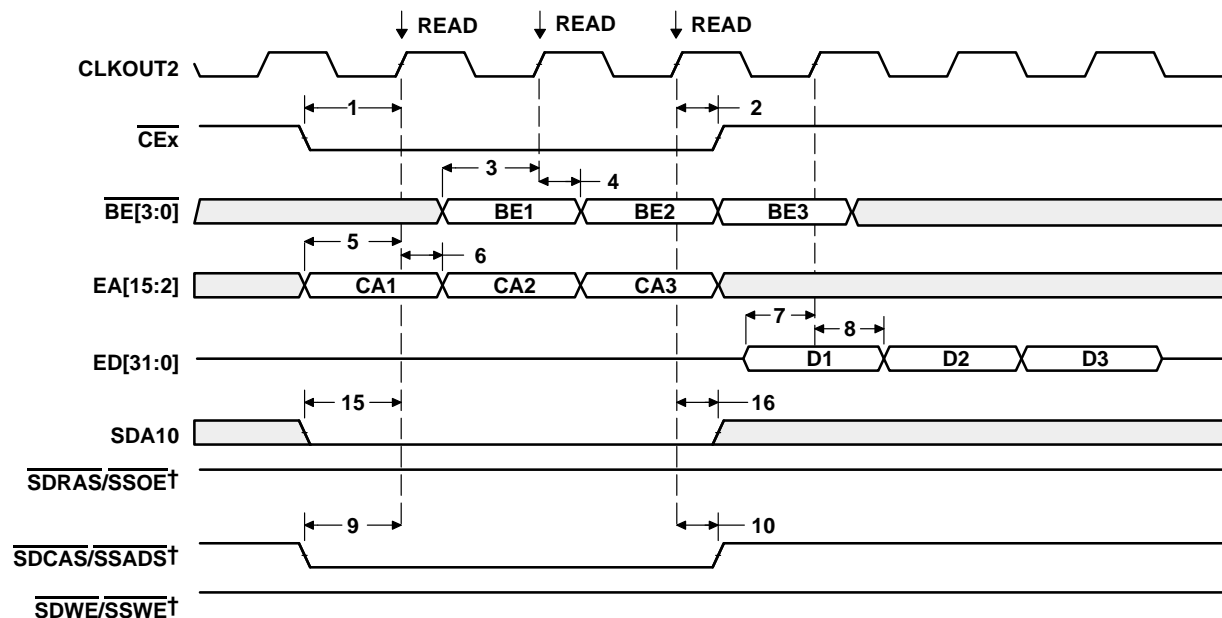 READ READ READ
CLKOUT2
1 2
CEx
3 4
BE[3:0] BE1 BE2 BE3
5 6
EA[15:2] CA1 CA2 CA3
7 8
ED[31:0] D1 D2 D3
15 16
SDA10
SDRAS/SSOE†
9 10
SDCAS/SSADS†
SDWE/SSWE†